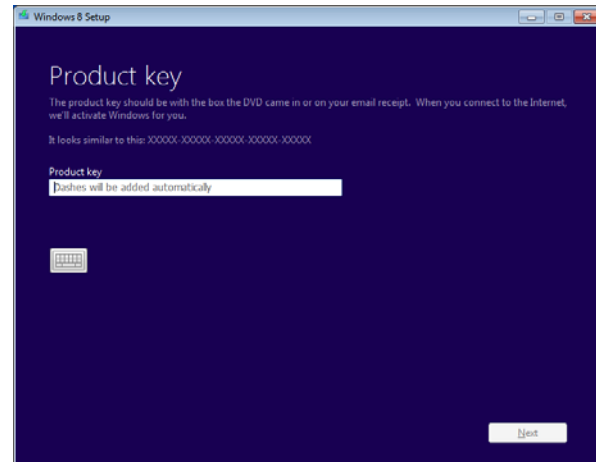 Windows 8 Setup
Product key
The product key should be with the box the DVD came in or on your email receipt. When you connect to the Internet,
we'll activate Windows for you.
It looks similar to this: XXXXX-XXXXX-XXXXX-XXXXX-XXXXX
Product key
Dashes will be added automatically
Next